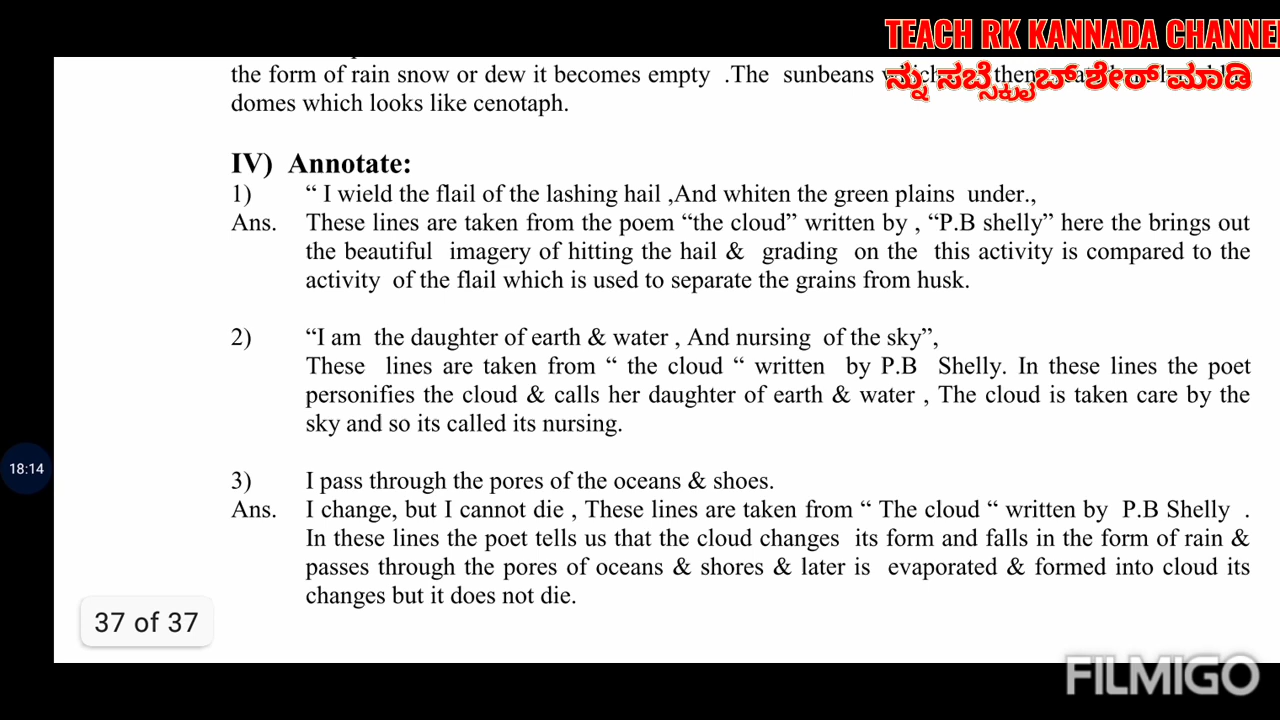 TEACH RK KANNADA CHANNE
ನ್ನು ಸಬ್ಸ್ಕ್ರೈಬ್ ಶೇರ್ ಮಾಡಿ
the form of rain snow or dew it becomes empty .The sunbeans
domes which looks like cenotaph.
IV) Annotate:
1) “ I wield the flail of the lashing hail ,And whiten the green plains under.,
Ans. These lines are taken from the poem “the cloud” written by , “P.B shelly” here the brings out
the beautiful imagery of hitting the hail & grading on the this activity is compared to the
activity of the flail which is used to separate the grains from husk.
2) “I am the daughter of earth & water , And nursing of the sky”,
These lines are taken from “ the cloud “ written by P.B Shelly. In these lines the poet
personifies the cloud & calls her daughter of earth & water , The cloud is taken care by the
sky and so its called its nursing.
3) I pass through the pores of the oceans & shoes.
Ans. I change, but I cannot die , These lines are taken from “ The cloud “ written by P.B Shelly .
In these lines the poet tells us that the cloud changes its form and falls in the form of rain &
passes through the pores of oceans & shores & later is evaporated & formed into cloud its
changes but it does not die.
18:14
37 of 37
FILMIGO